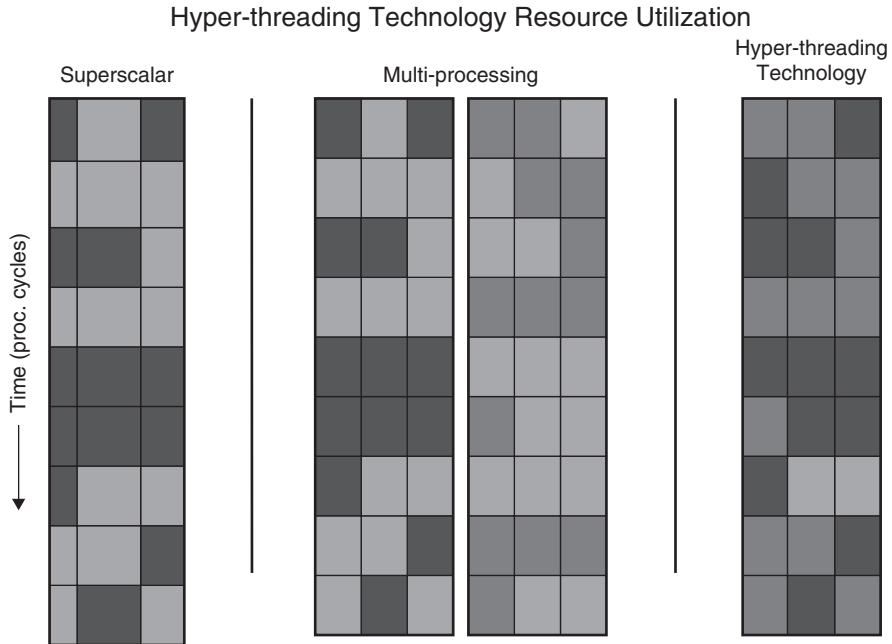 Hyper-threading Technology Resource Utilization
Superscalar
Multi-processing
Hyper-threading
Technology
Time (proc. cycles)